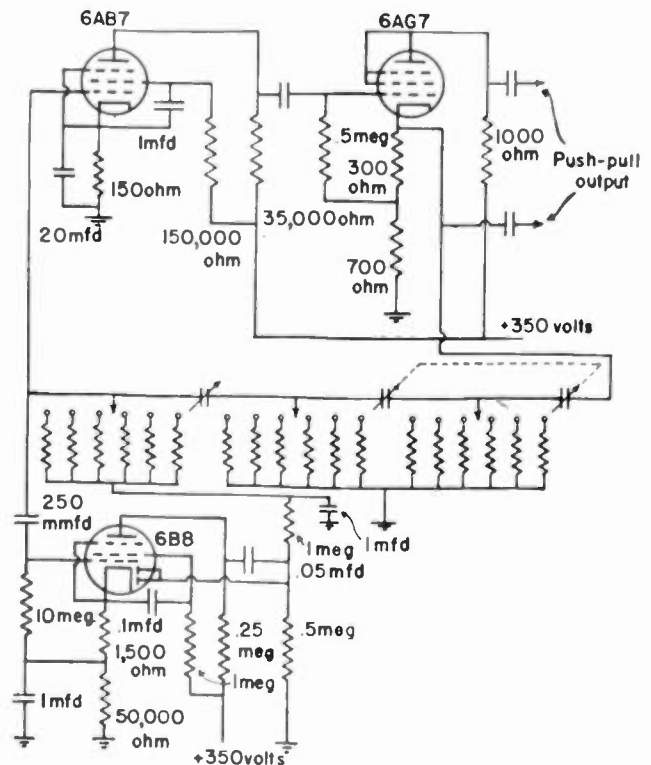 6AB7
6AG7
1mfd
150ohm
20mfd
150,000
ohm
35,000ohm
.5meg
300
ohm
700
ohm
1000
ohm
Push-pull
output
+350 volts
250
mmfd
6B8
1meg
.05mfd
1mfd
10meg
.1mfd
1,500
ohm
.25
meg
.5meg
1meg
1mfd
50,000
ohm
+350volts